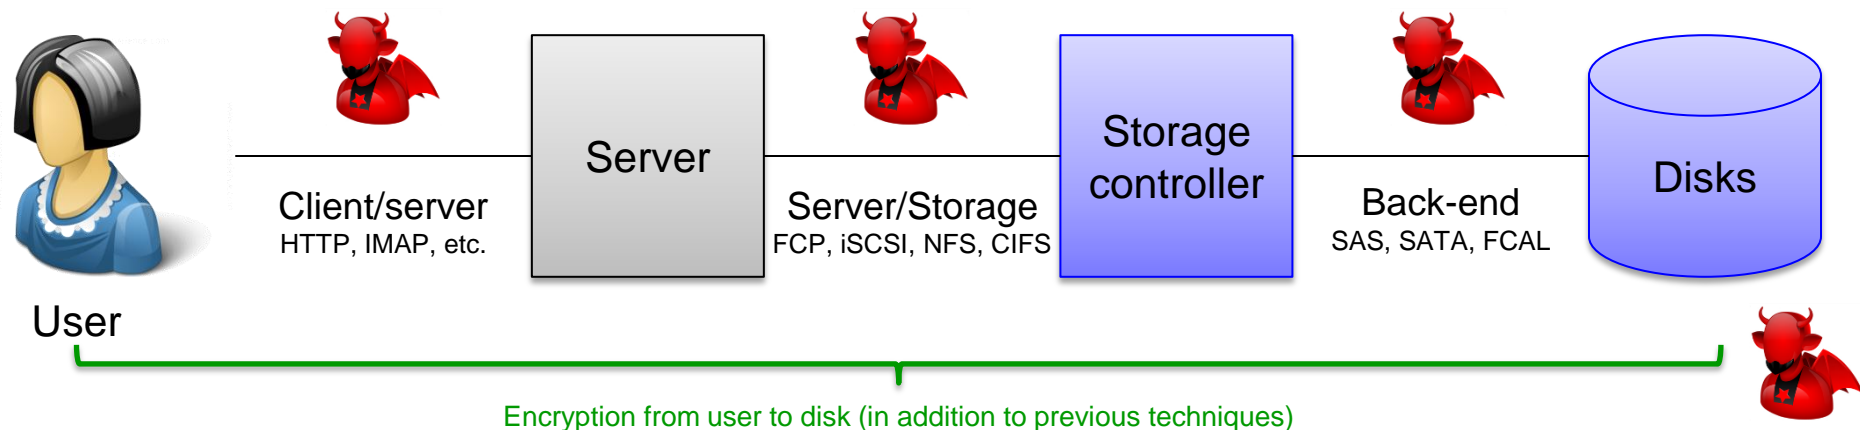 Server
Storage
controller
Disks
Client/server
HTTP, IMAP, etc.
Server/Storage
FCP, iSCSI, NFS, CIFS
Back-end
SAS, SATA, FCAL
User
Encryption from user to disk (in addition to previous techniques)